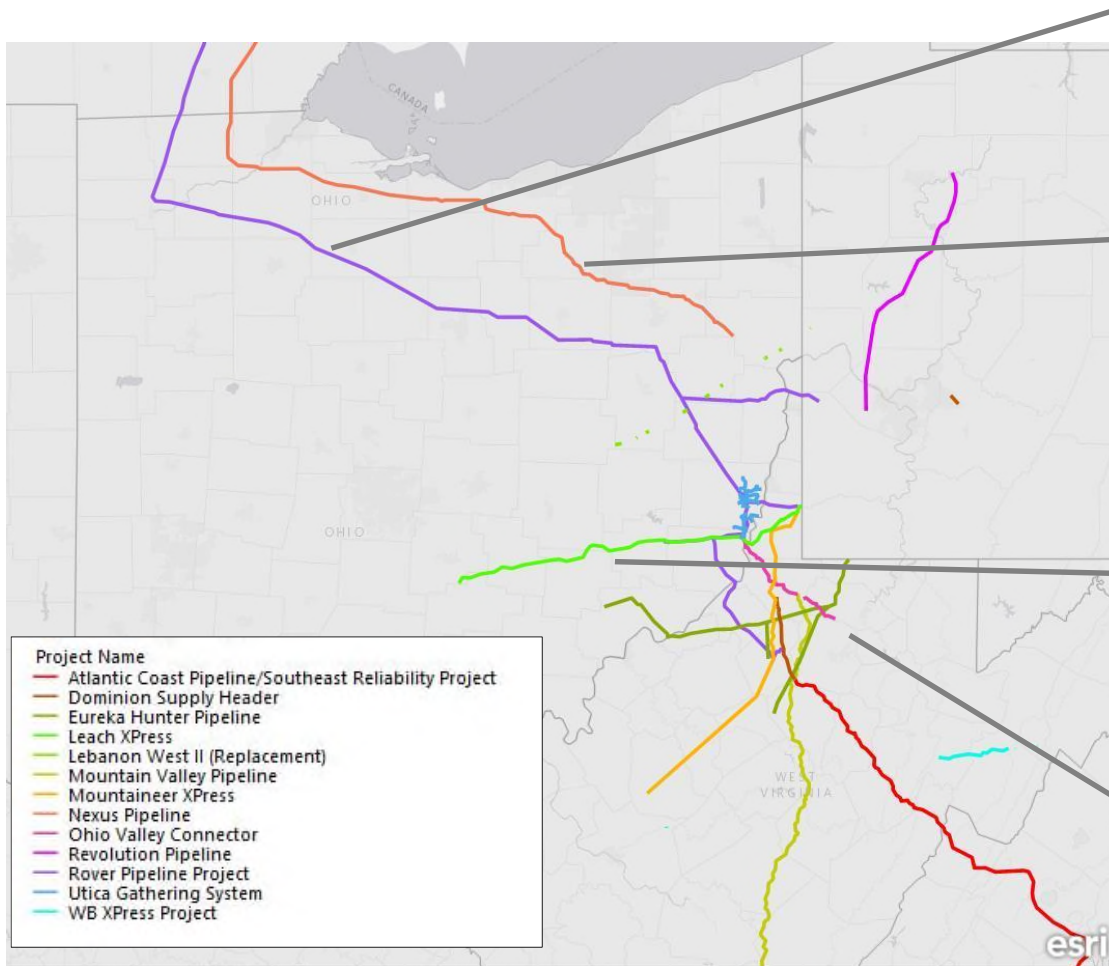 CANADA
OHIO
OHIO
WEST
VIRGINIA
Project Name
Atlantic Coast Pipeline/Southeast Reliability Project
Dominion Supply Header
Eureka Hunter Pipeline
Leach XPress
Lebanon West II (Replacement)
Mountain Valley Pipeline
Mountaineer XPress
Nexus Pipeline
Ohio Valley Connector
Revolution Pipeline
Rover Pipeline Project
Utica Gathering System
WB XPress Project
esri